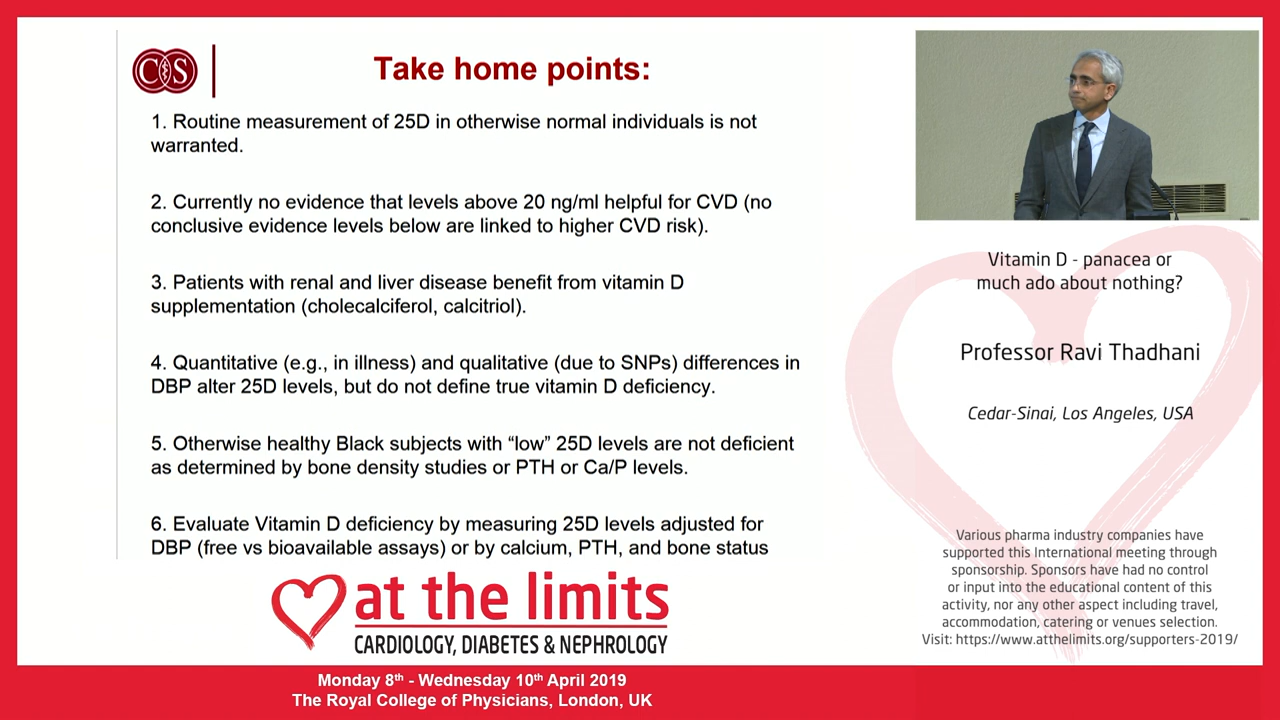 CS
Take home points:
1. Routine measurement of 25D in otherwise normal individuals is not
warranted.
2. Currently no evidence that levels above 20 ng/ml helpful for CVD (no
conclusive evidence levels below are linked to higher CVD risk).
3. Patients with renal and liver disease benefit from vitamin D
supplementation (cholecalciferol, calcitriol).
4. Quantitative (e.g., in illness) and qualitative (due to SNPs) differences in
DBP alter 25D levels, but do not define true vitamin D deficiency.
5. Otherwise healthy Black subjects with “low” 25D levels are not deficient
as determined by bone density studies or PTH or Ca/P levels.
6. Evaluate Vitamin D deficiency by measuring 25D levels adjusted for
DBP (free vs bioavailable assays) or by calcium, PTH, and bone status
at the limits
CARDIOLOGY, DIABETES & NEPHROLOGY
Monday 8th - Wednesday 10th April 2019
The Royal College of Physicians, London, UK
Vitamin D - panacea or
much ado about nothing?
Professor Ravi Thadhani
Cedar-Sinai, Los Angeles, USA
Various pharma industry companies have
supported this International meeting through
sponsorship. Sponsors have had no control
or input into the educational content of this
activity, nor any other aspect including travel,
accommodation, catering or venues selection.
Visit: https://www.atthelimits.org/supporters-2019/